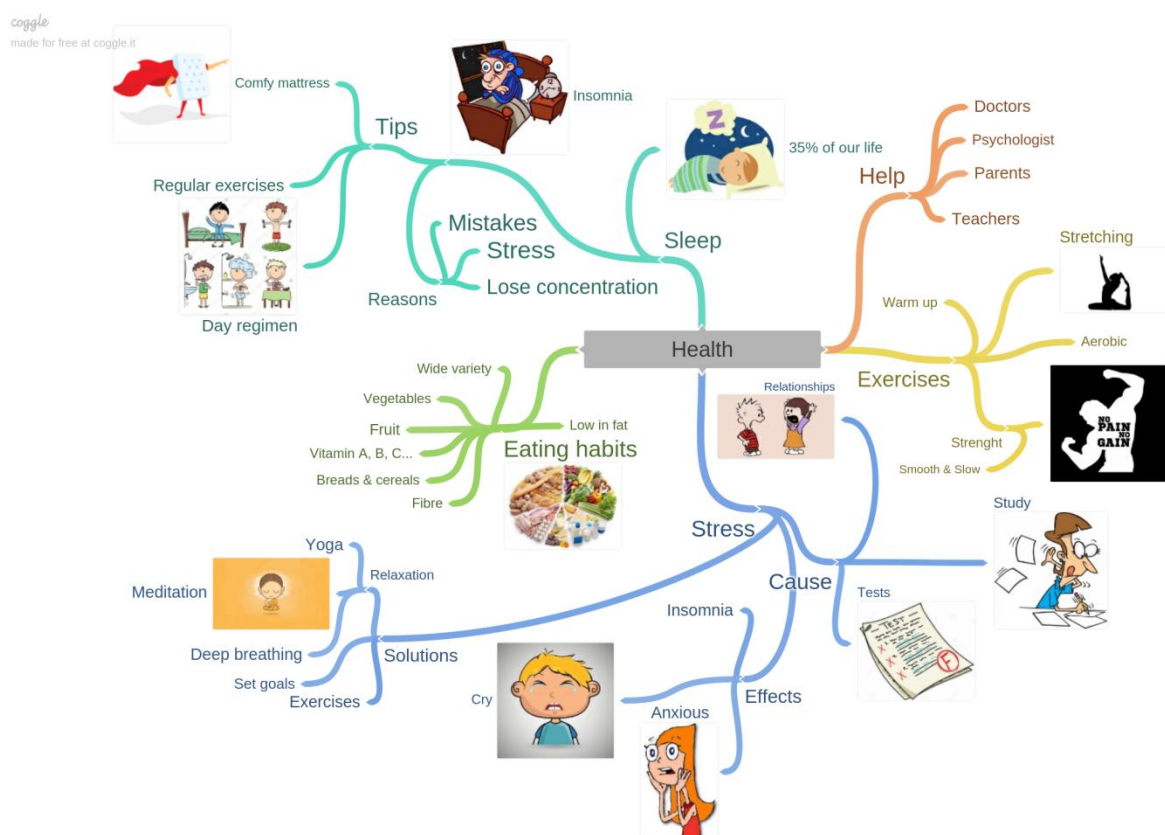 coggle
made for free at coggle.it
Health
Sleep
35% of our life
Insomnia
Tips
Comfy mattress
Regular exercises
Day regimen
Reasons
Mistakes
Stress
Lose concentration
Help
Doctors
Psychologist
Parents
Teachers
Exercises
Stretching
Warm up
Aerobic
Strenght
Smooth & Slow
NO
PAIN
NO
GAIN
Eating habits
Wide variety
Vegetables
Fruit
Vitamin A, B, C...
Breads & cereals
Fibre
Low in fat
Stress
Cause
Relationships
Study
Tests
TEST
F
Effects
Insomnia
Cry
Anxious
Solutions
Relaxation
Yoga
Meditation
Deep breathing
Set goals
Exercises
Z